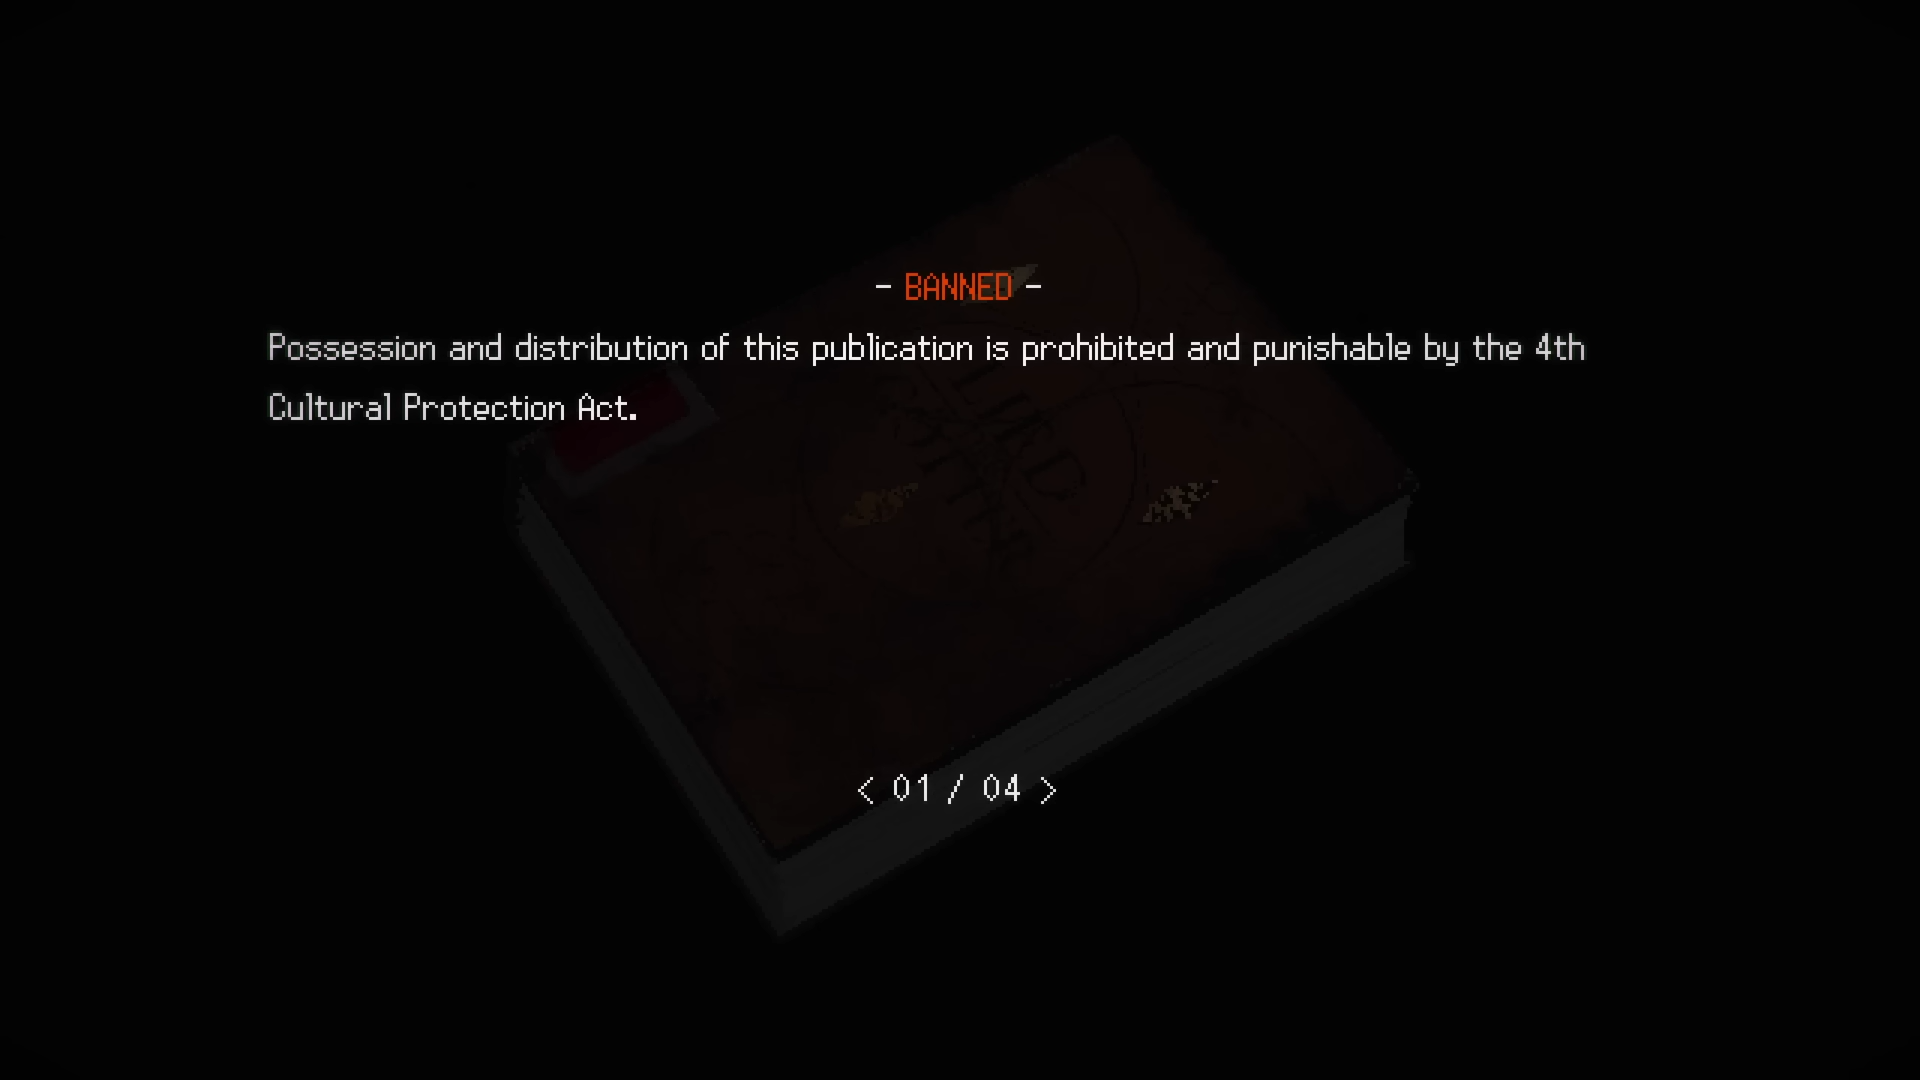 - BANNED -
Possession and distribution of this publication is prohibited and punishable by the 4th
Cultural Protection Act.
< 01 / 04 >